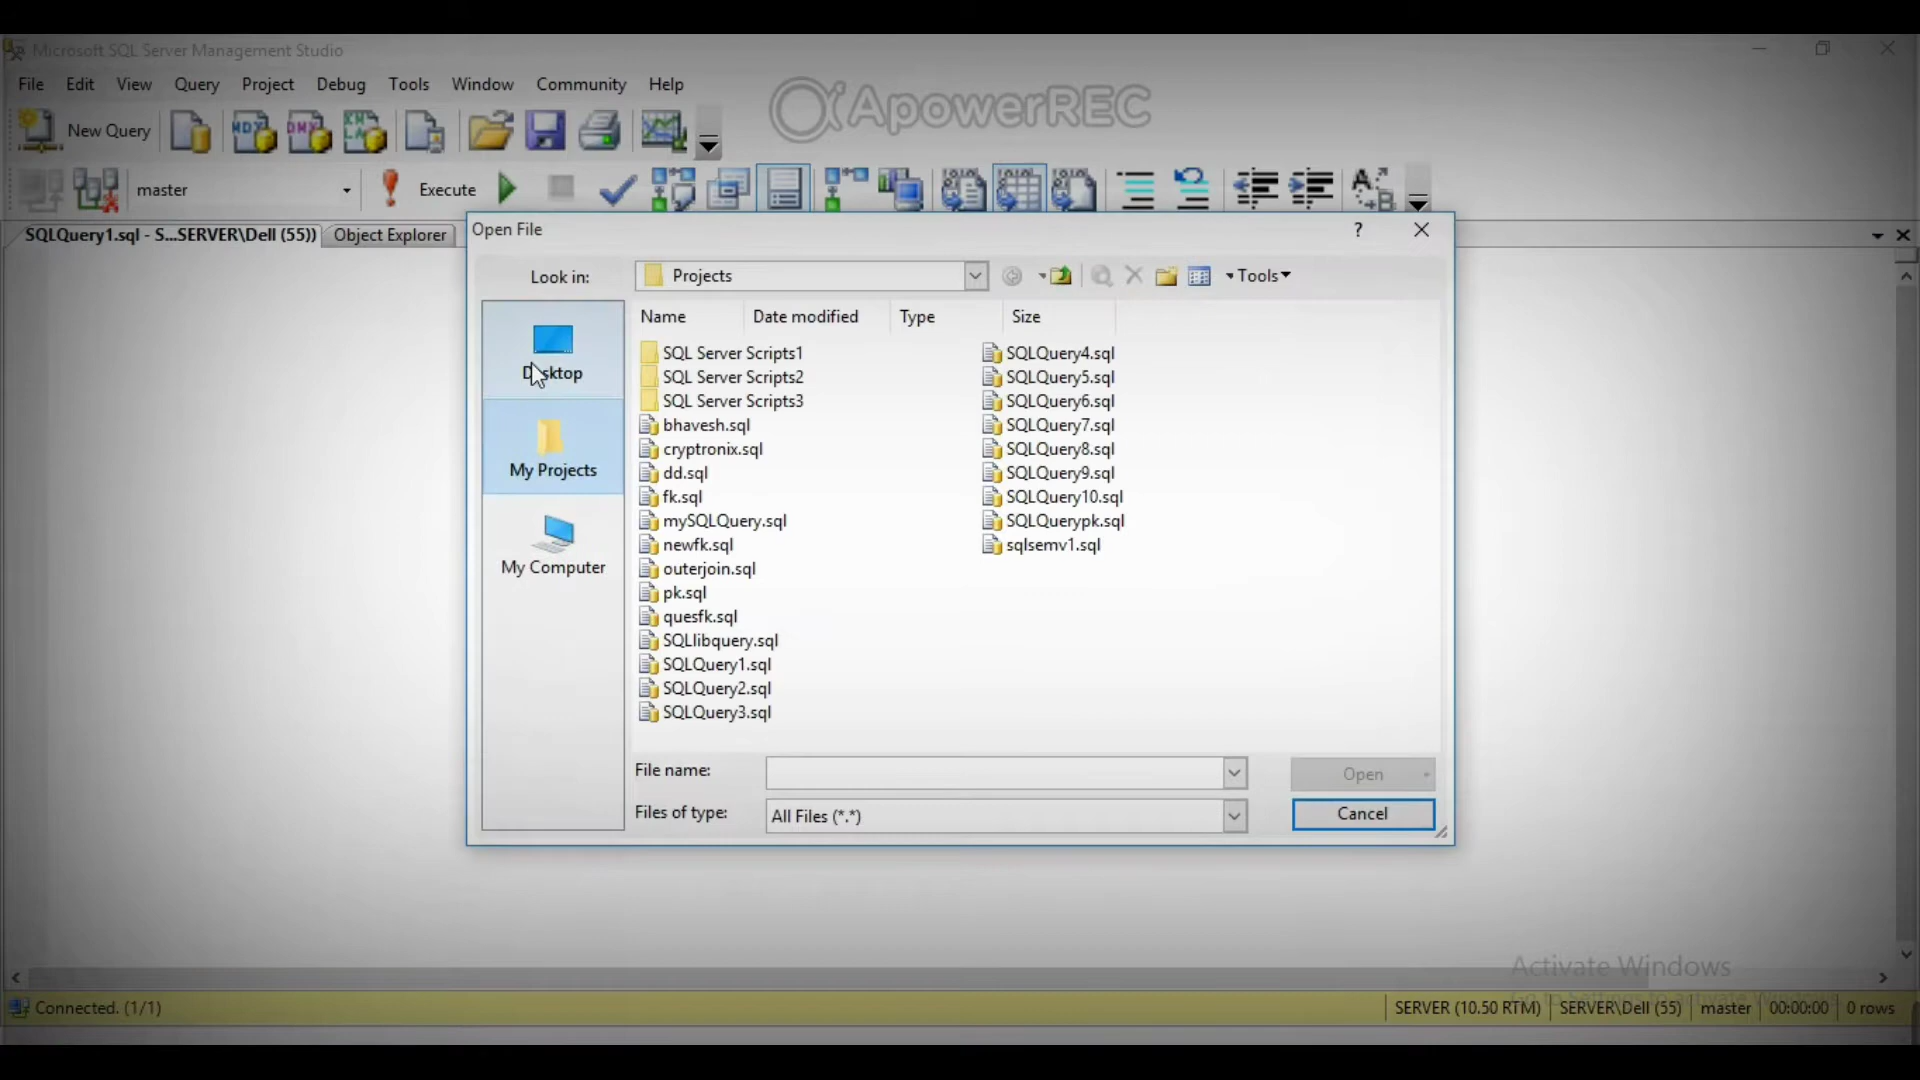 Microsoft SQL Server Management Studio
File Edit View Query Project Debug Tools Window Community Help
New Query
ApowerREC
master Execute
SQLQuery1.sql - S...SERVER\Dell (55)) Object Explorer
Open File
Look in: Projects Tools
Name Date modified Type Size
Desktop
My Projects
My Computer
SQL Server Scripts1
SQL Server Scripts2
SQL Server Scripts3
bhavesh.sql
cryptronix.sql
dd.sql
fk.sql
mySQLQuery.sql
newfk.sql
outerjoin.sql
pk.sql
quesfk.sql
SQLlibquery.sql
SQLQuery1.sql
SQLQuery2.sql
SQLQuery3.sql
SQLQuery4.sql
SQLQuery5.sql
SQLQuery6.sql
SQLQuery7.sql
SQLQuery8.sql
SQLQuery9.sql
SQLQuery10.sql
SQLQuerypk.sql
sqlsemv1.sql
File name: Open
Files of type: All Files (*.*) Cancel
Activate Windows
Connected. (1/1) SERVER (10.50 RTM) SERVER\Dell (55) master 00:00:00 0 rows